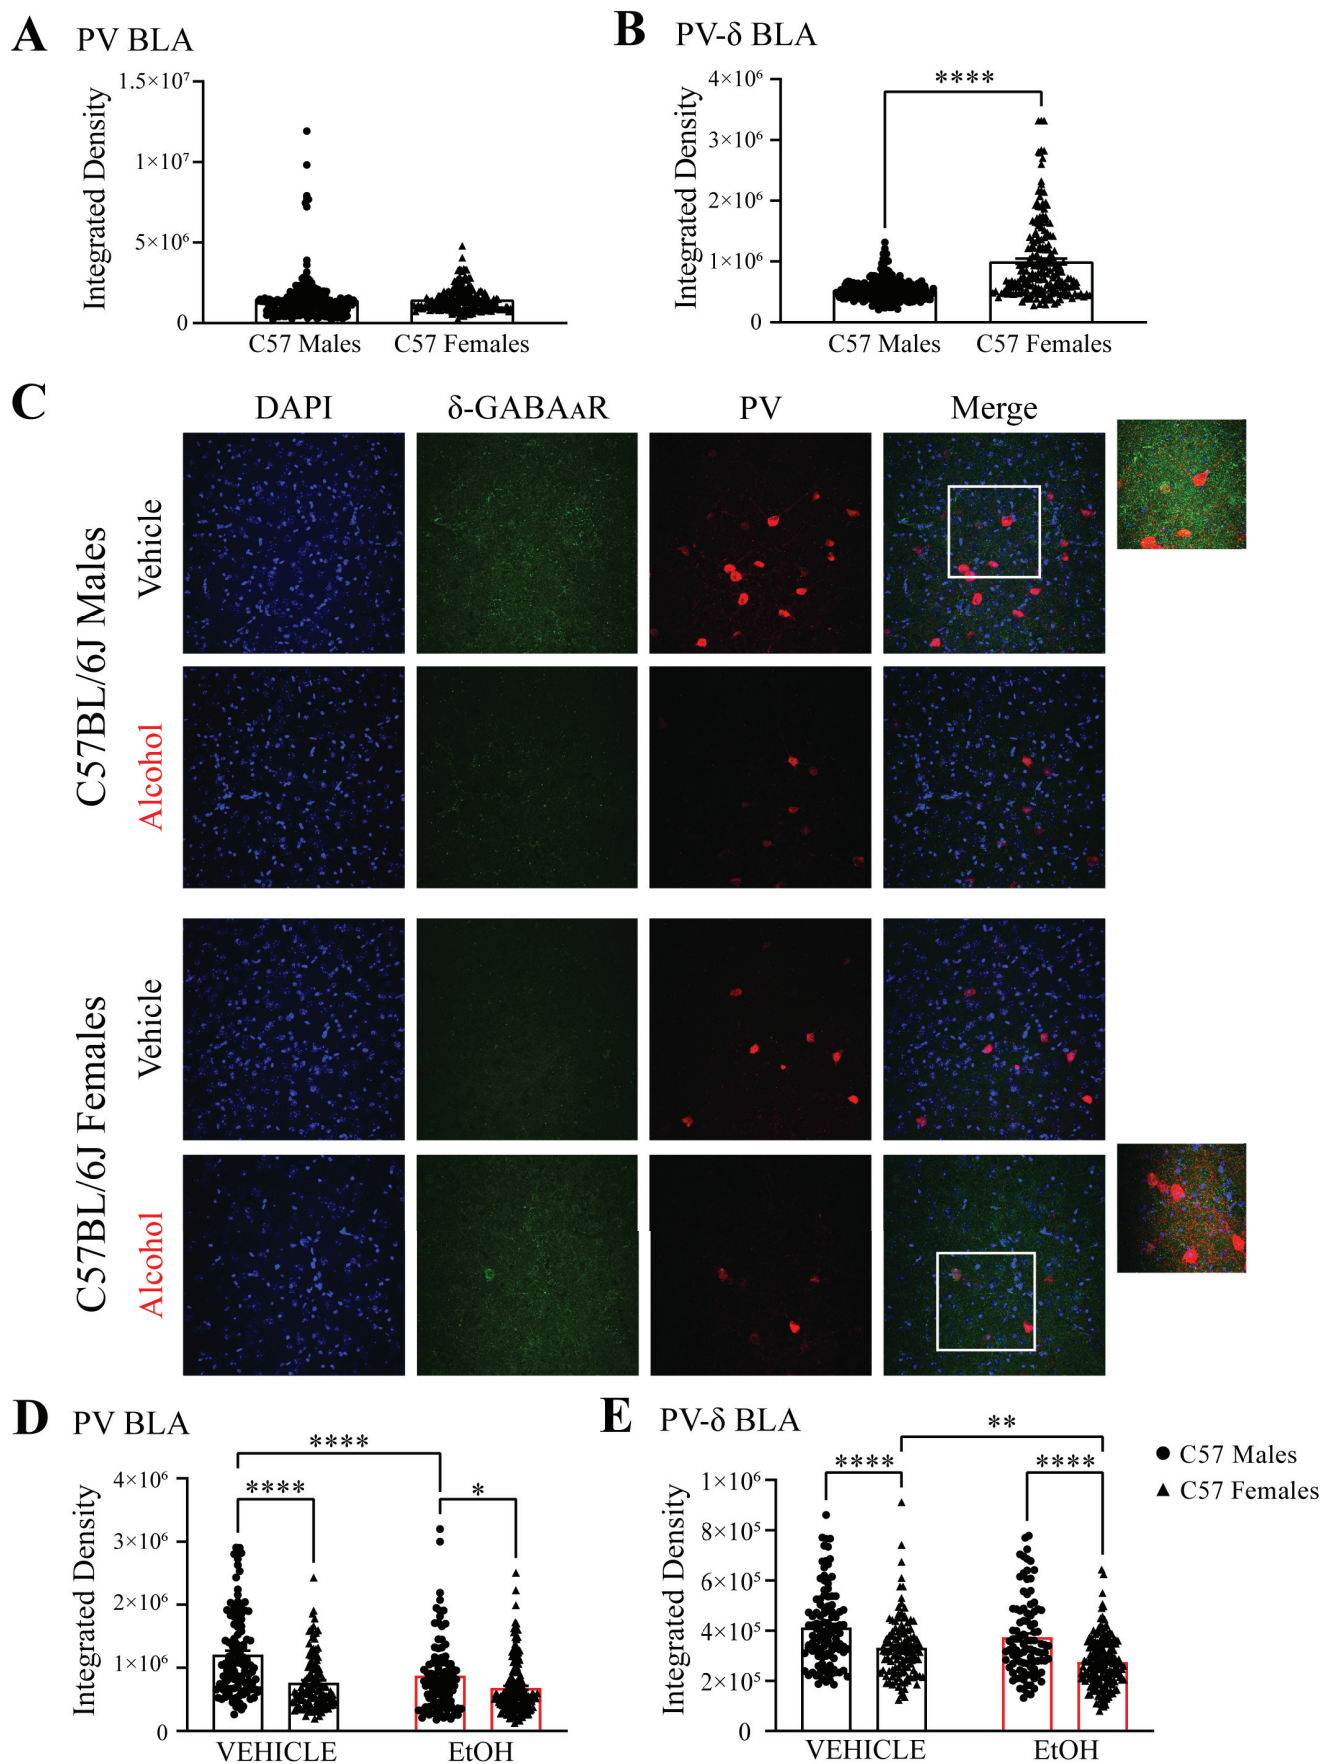 A PV BLA
Integrated Density
1.5×10⁷
1×10⁷
5×10⁶
0
C57 Males C57 Females
B PV-δ BLA
Integrated Density
****
4×10⁶
3×10⁶
2×10⁶
1×10⁶
0
C57 Males C57 Females
C
DAPI δ-GABAAR PV Merge
C57BL/6J Males
Vehicle
Alcohol
C57BL/6J Females
Vehicle
Alcohol
D PV BLA
Integrated Density
****
****
*
4×10⁶
3×10⁶
2×10⁶
1×10⁶
0
VEHICLE EtOH
E PV-δ BLA
Integrated Density
**
****
****
1×10⁶
8×10⁵
6×10⁵
4×10⁵
2×10⁵
0
VEHICLE EtOH
C57 Males
C57 Females